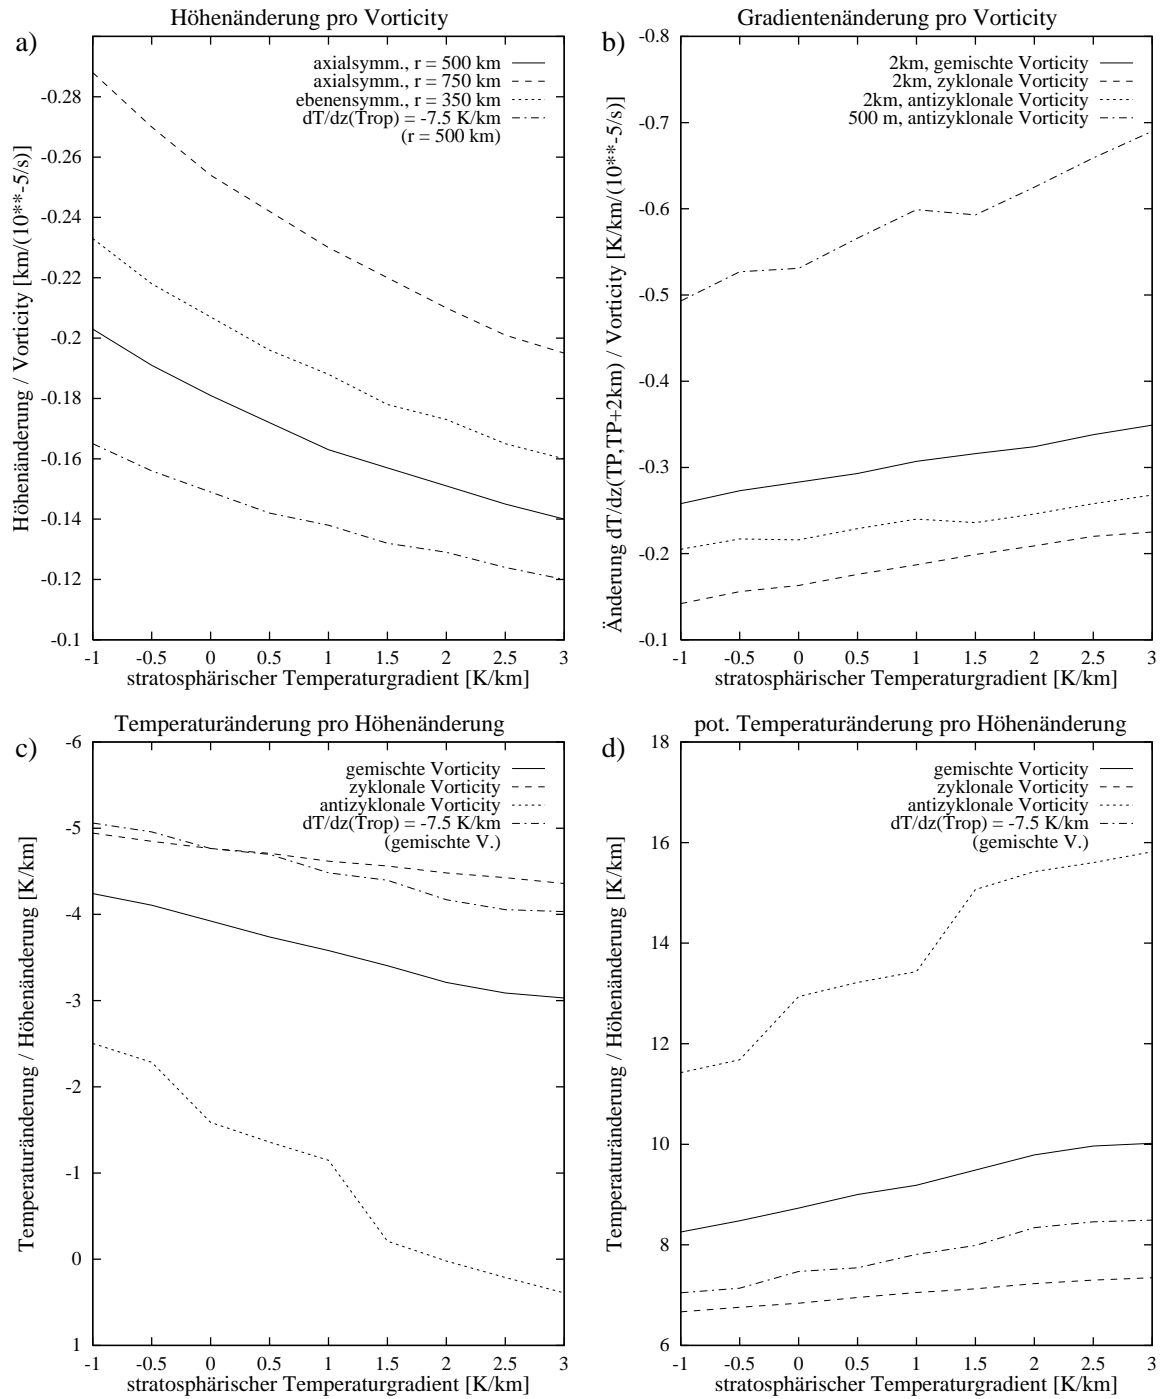 Höhenänderung pro Vorticity
a)
axialsymm., r = 500 km
axialsymm., r = 750 km
ebenensymm., r = 350 km
dT/dz(Trop) = -7.5 K/km
(r = 500 km)
Höhenänderung / Vorticity [km/(10**-5/s)]
-0.28
-0.26
-0.24
-0.22
-0.2
-0.18
-0.16
-0.14
-0.12
-0.1
-1 -0.5 0 0.5 1 1.5 2 2.5 3
stratosphärischer Temperaturgradient [K/km]
Gradientenänderung pro Vorticity
b)
2km, gemischte Vorticity
2km, zyklonale Vorticity
2km, antizyklonale Vorticity
500 m, antizyklonale Vorticity
Änderung dT/dz(TP,TP+2km) / Vorticity [K/km/(10**-5/s)]
-0.8
-0.7
-0.6
-0.5
-0.4
-0.3
-0.2
-0.1
-1 -0.5 0 0.5 1 1.5 2 2.5 3
stratosphärischer Temperaturgradient [K/km]
Temperaturänderung pro Höhenänderung
c)
gemischte Vorticity
zyklonale Vorticity
antizyklonale Vorticity
dT/dz(Trop) = -7.5 K/km
(gemischte V.)
Temperaturänderung / Höhenänderung [K/km]
-6
-5
-4
-3
-2
-1
0
1
-1 -0.5 0 0.5 1 1.5 2 2.5 3
stratosphärischer Temperaturgradient [K/km]
pot. Temperaturänderung pro Höhenänderung
d)
gemischte Vorticity
zyklonale Vorticity
antizyklonale Vorticity
dT/dz(Trop) = -7.5 K/km
(gemischte V.)
Temperaturänderung / Höhenänderung [K/km]
18
16
14
12
10
8
6
-1 -0.5 0 0.5 1 1.5 2 2.5 3
stratosphärischer Temperaturgradient [K/km]